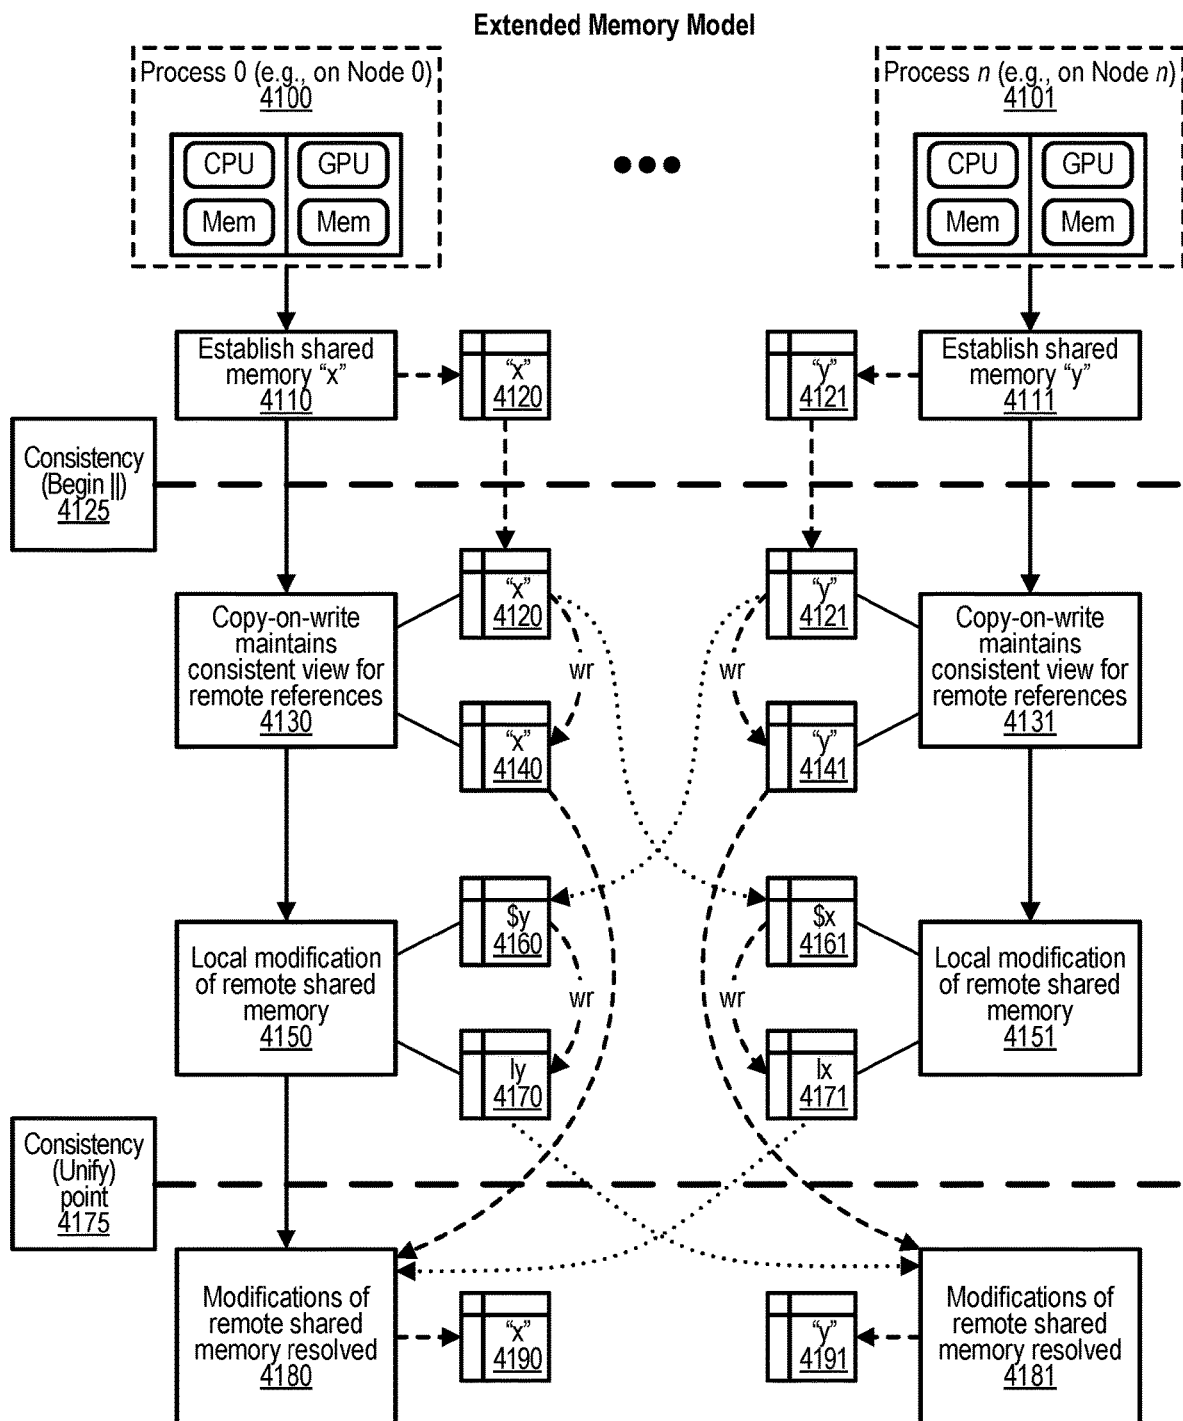 Extended Memory Model
Process 0 (e.g., on Node 0)
4100
CPU
GPU
Mem
Mem
Process n (e.g., on Node n)
4101
CPU
GPU
Mem
Mem
Establish shared
memory “x”
4110
“x”
4120
“y”
4121
Establish shared
memory “y”
4111
Consistency
(Begin ||)
4125
Copy-on-write
maintains
consistent view for
remote references
4130
“x”
4120
wr
“x”
4140
“y”
4121
wr
“y”
4141
Copy-on-write
maintains
consistent view for
remote references
4131
Local modification
of remote shared
memory
4150
$y
4160
wr
ly
4170
$x
4161
wr
lx
4171
Local modification
of remote shared
memory
4151
Consistency
(Unify)
point
4175
Modifications of
remote shared
memory resolved
4180
“x”
4190
“y”
4191
Modifications of
remote shared
memory resolved
4181